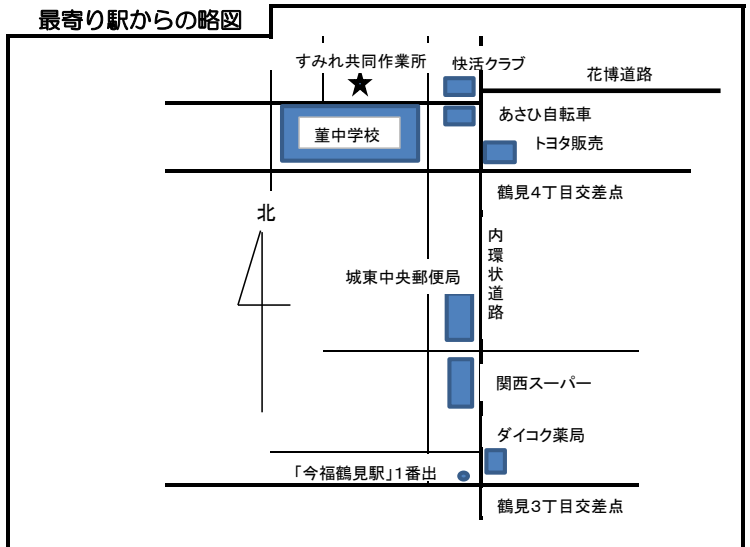 最寄り駅からの略図
すみれ共同作業所
快活クラブ
花博道路
★
あさひ自転車
菫中学校
トヨタ販売
鶴見4丁目交差点
北
内環状道路
城東中央郵便局
関西スーパー
ダイコク薬局
「今福鶴見駅」1番出
鶴見3丁目交差点